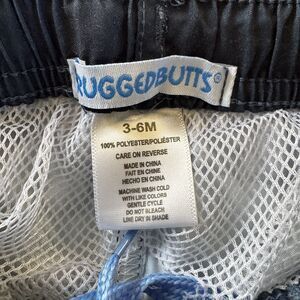 RUGGEDBUTTS®
3-6M
100% POLYESTER/POLIÉSTER
CARE ON REVERSE
MADE IN CHINA
FAIT EN CHINE
HECHO EN CHINA
MACHINE WASH COLD
WITH LIKE COLORS
GENTLE CYCLE
DO NOT BLEACH
LINE DRY IN SHADE